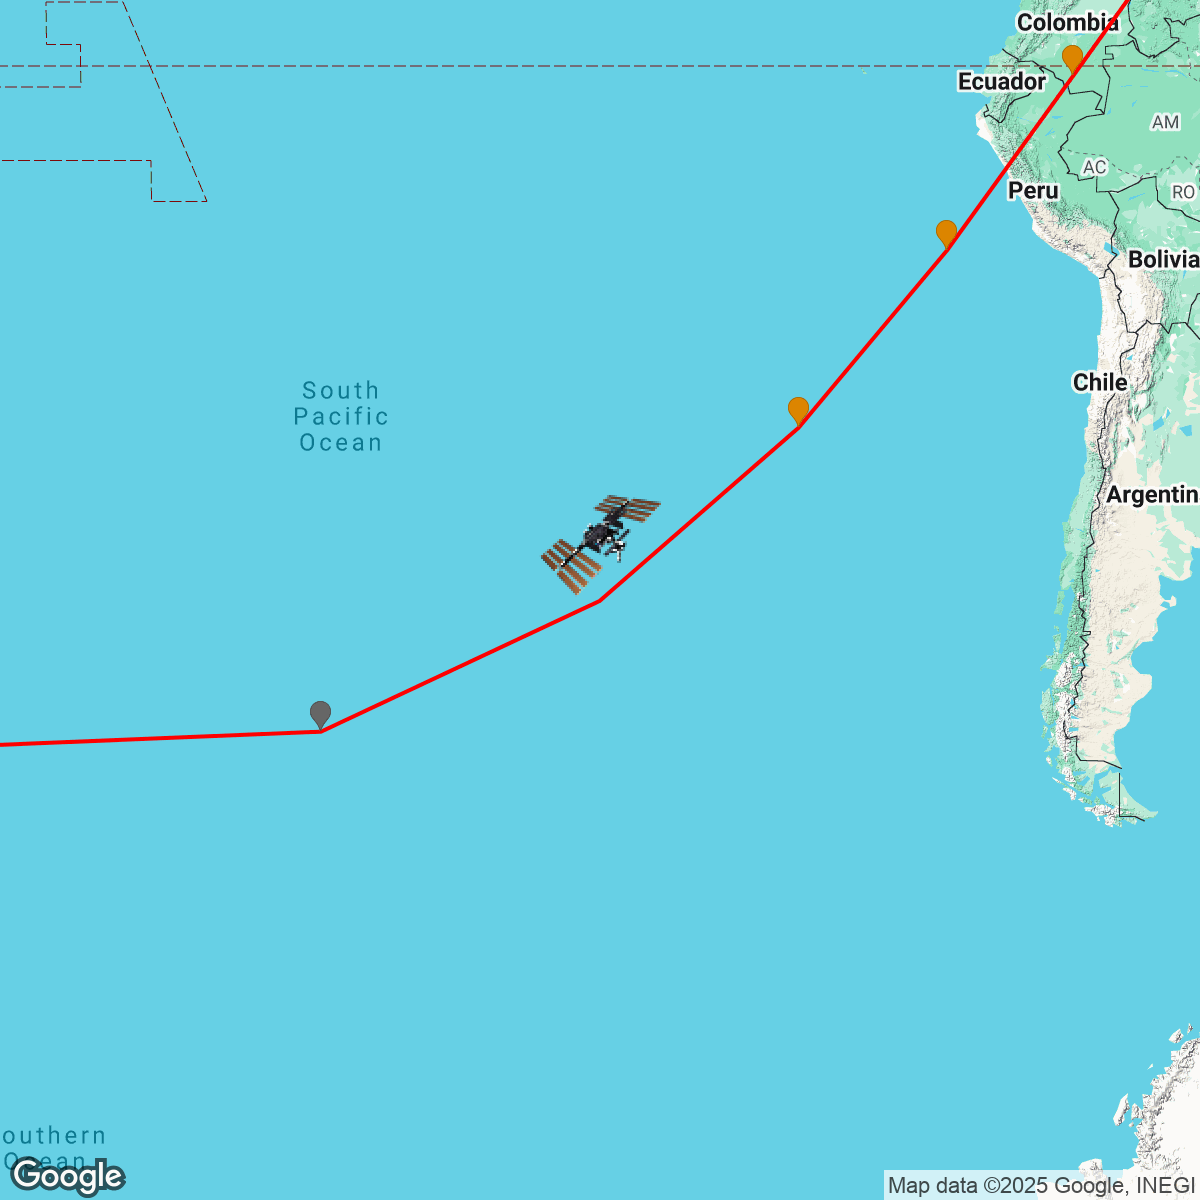 Colombia
Ecuador
AM
AC
Peru
RO
Bolivia
South
Pacific
Ocean
Chile
Argentin
outhern
Ocean
Google
Map data ©2025 Google, INEGI